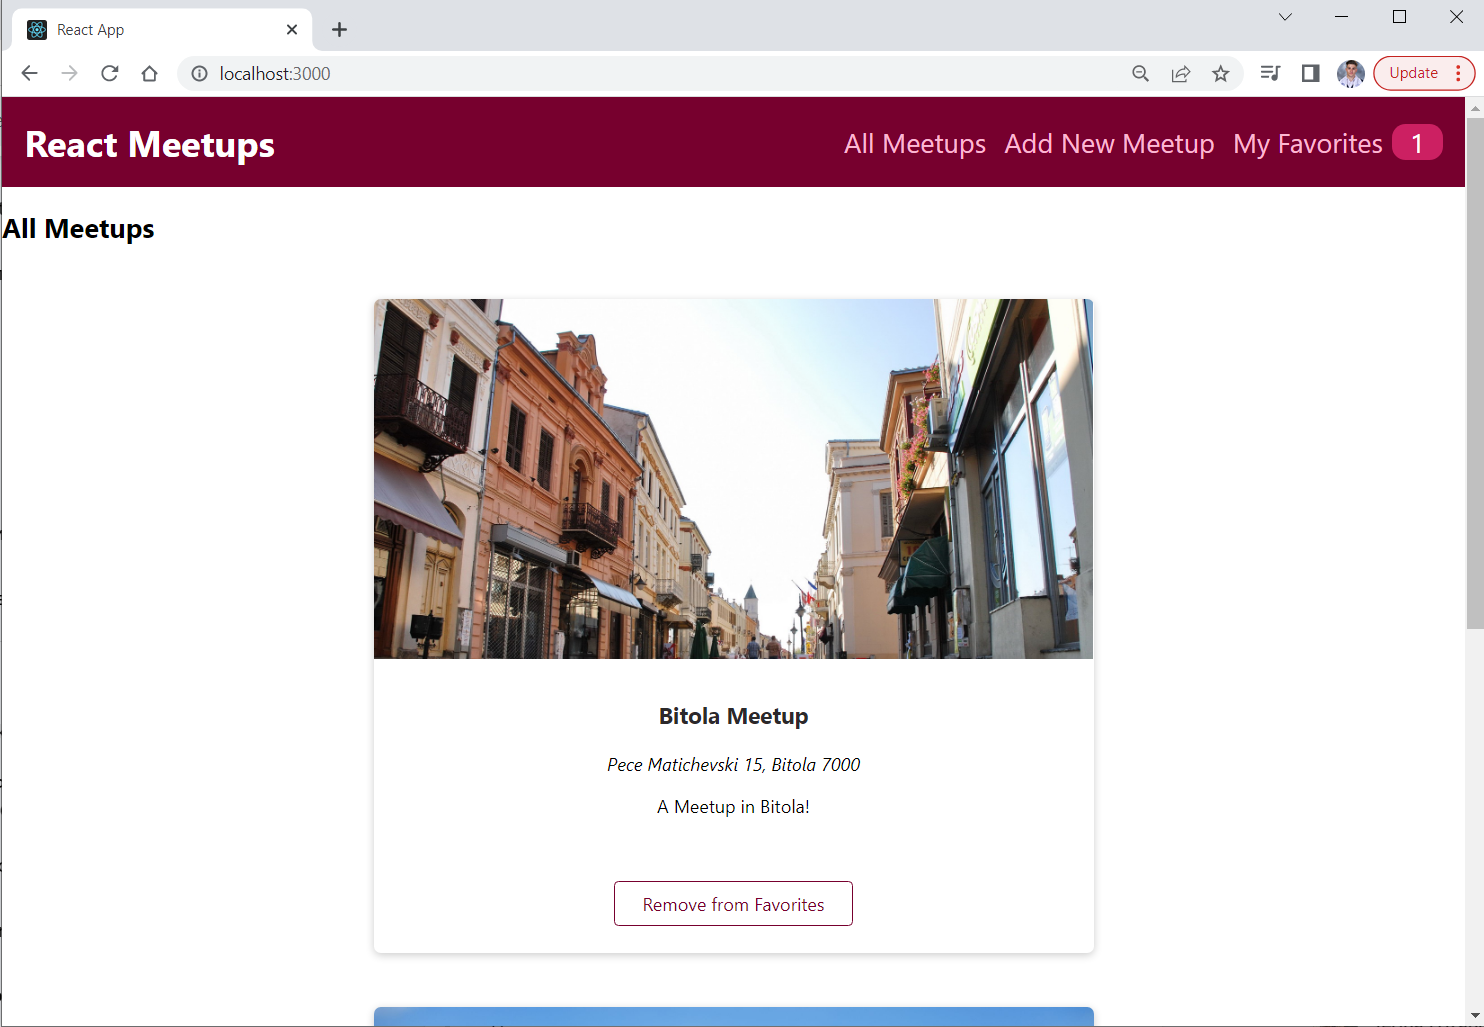 React App
localhost:3000
Update
React Meetups
All Meetups Add New Meetup My Favorites 1
All Meetups
Bitola Meetup
Pece Matichevski 15, Bitola 7000
A Meetup in Bitola!
Remove from Favorites